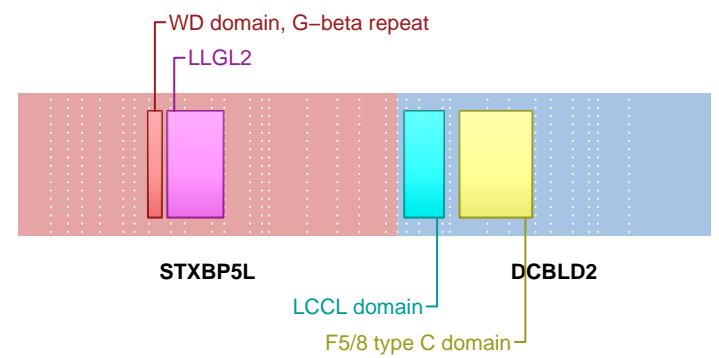 WD domain, G−beta repeat
LLGL2
STXBP5L
DCBLD2
LCCL domain
F5/8 type C domain